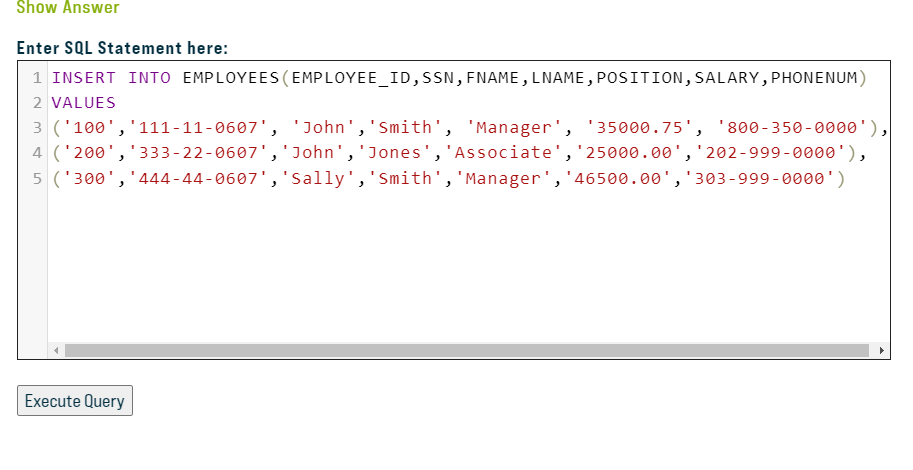 Show Answer
Enter SQL Statement here:
1 INSERT INTO EMPLOYEES(EMPLOYEE_ID,SSN,FNAME,LNAME,POSITION,SALARY,PHONENUM)
2 VALUES
3 ('100','111-11-0607', 'John','Smith', 'Manager', '35000.75', '800-350-0000'),
4 ('200','333-22-0607','John','Jones','Associate','25000.00','202-999-0000'),
5 ('300','444-44-0607','Sally','Smith','Manager','46500.00','303-999-0000')
Execute Query